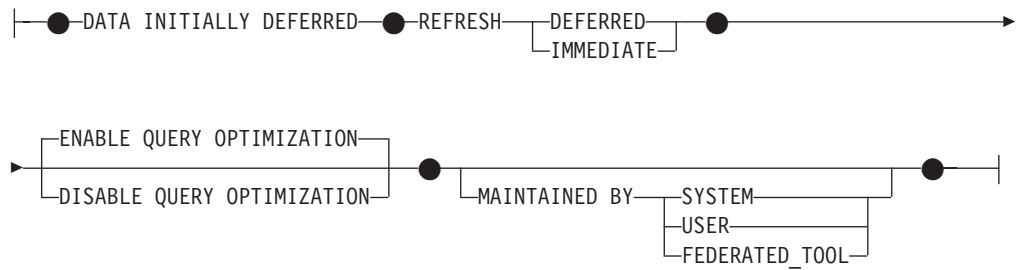 DATA INITIALLY DEFERRED REFRESH DEFERRED
IMMEDIATE
ENABLE QUERY OPTIMIZATION
DISABLE QUERY OPTIMIZATION
MAINTAINED BY SYSTEM
USER
FEDERATED_TOOL